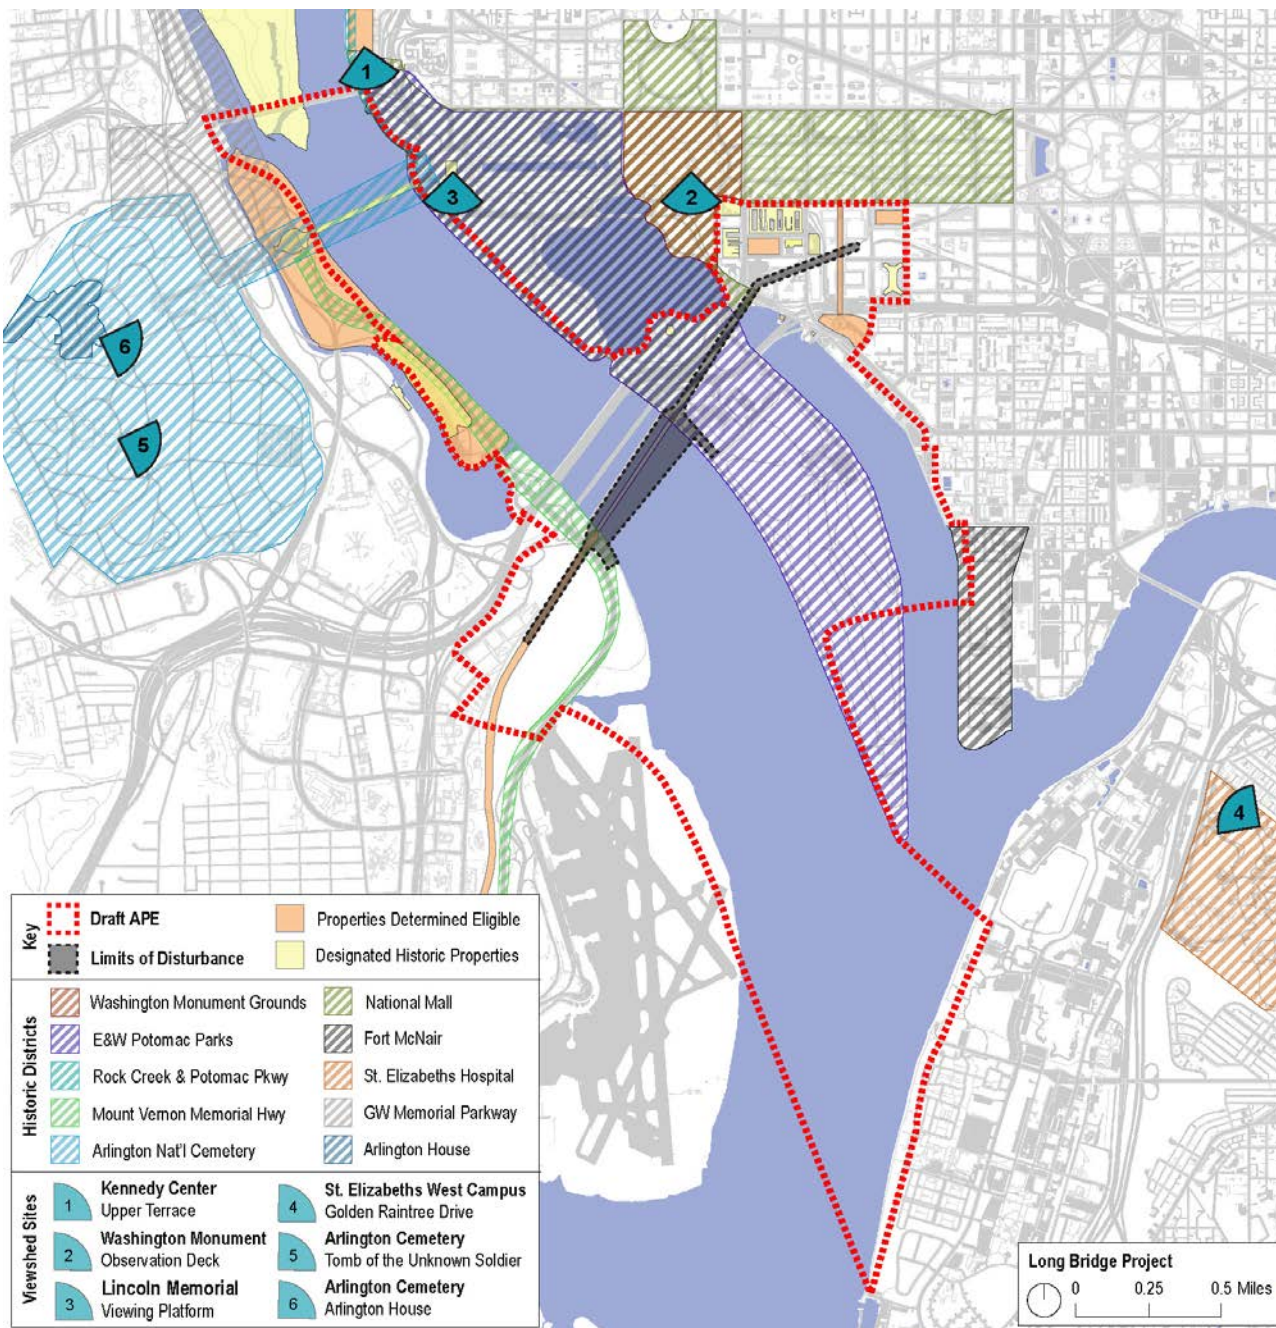 1
3
2
6
5
4
Key
Draft APE
Properties Determined Eligible
Limits of Disturbance
Designated Historic Properties
Historic Districts
Washington Monument Grounds
National Mall
E&W Potomac Parks
Fort McNair
Rock Creek & Potomac Pkwy
St. Elizabeths Hospital
Mount Vernon Memorial Hwy
GW Memorial Parkway
Arlington Nat'l Cemetery
Arlington House
Viewshed Sites
1
Kennedy Center
Upper Terrace
4
St. Elizabeths West Campus
Golden Raintree Drive
2
Washington Monument
Observation Deck
5
Arlington Cemetery
Tomb of the Unknown Soldier
3
Lincoln Memorial
Viewing Platform
6
Arlington Cemetery
Arlington House
Long Bridge Project
0 0.25 0.5 Miles